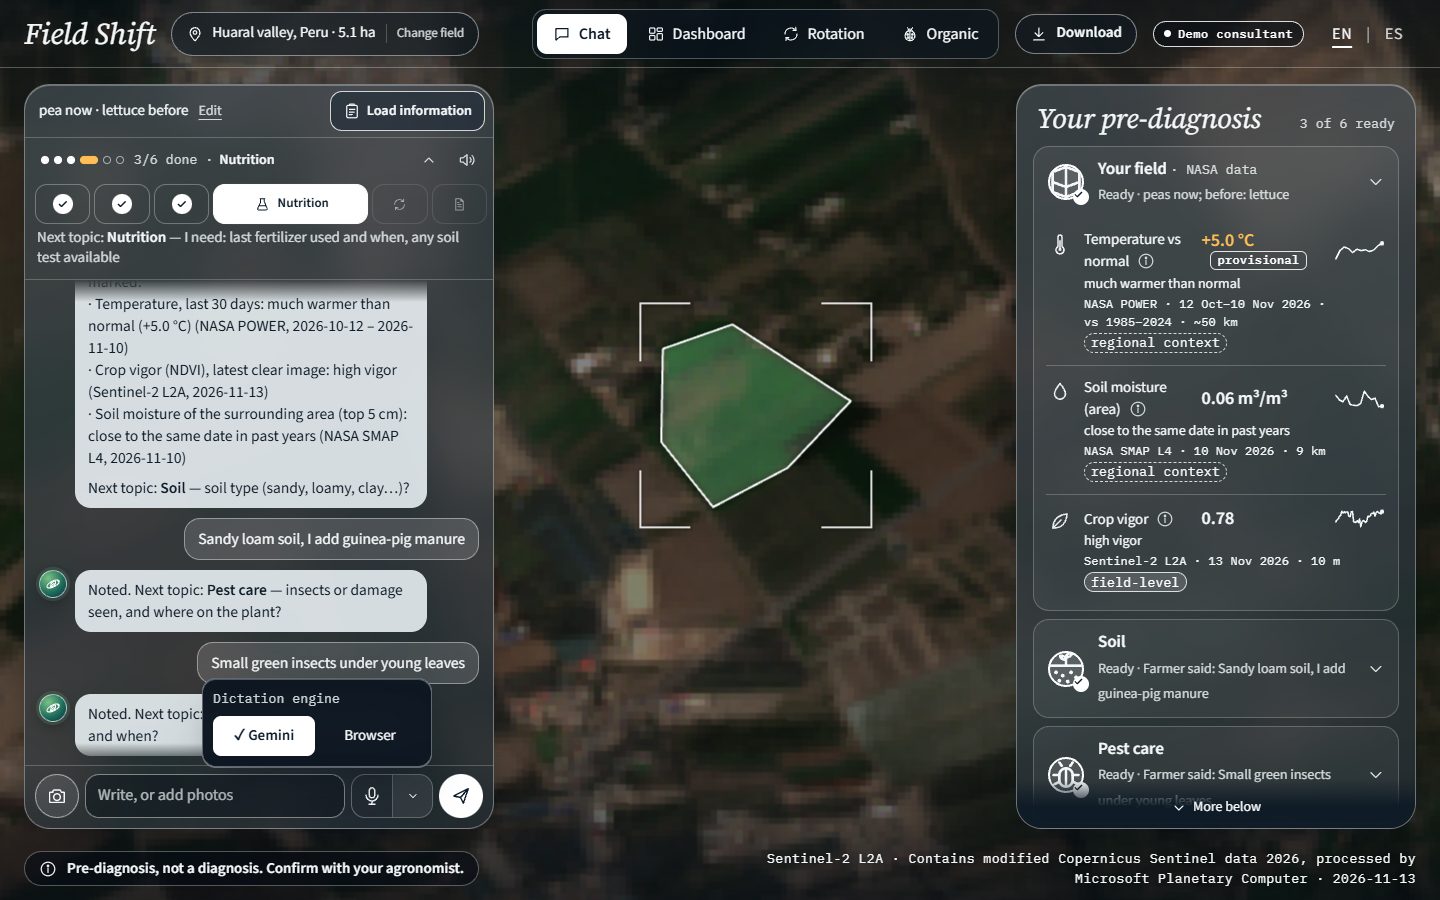 Field Shift
Huaral valley, Peru · 5.1 ha
Change field
Chat
Dashboard
Rotation
Organic
Download
Demo consultant
EN | ES
pea now · lettuce before
Edit
Load information
3/6 done · Nutrition
Nutrition
Next topic: Nutrition — I need: last fertilizer used and when, any soil
test available
marked:
· Temperature, last 30 days: much warmer than
normal (+5.0 °C) (NASA POWER, 2026-10-12 – 2026-
11-10)
· Crop vigor (NDVI), latest clear image: high vigor
(Sentinel-2 L2A, 2026-11-13)
· Soil moisture of the surrounding area (top 5 cm):
close to the same date in past years (NASA SMAP
L4, 2026-11-10)
Next topic: Soil — soil type (sandy, loamy, clay…)?
Sandy loam soil, I add guinea-pig manure
Noted. Next topic: Pest care — insects or damage
seen, and where on the plant?
Small green insects under young leaves
Noted. Next topic:
and when?
Dictation engine
✓ Gemini
Browser
Write, or add photos
Pre-diagnosis, not a diagnosis. Confirm with your agronomist.
Your pre-diagnosis
3 of 6 ready
Your field · NASA data
Ready · peas now; before: lettuce
Temperature vs
normal
+5.0 °C
provisional
much warmer than normal
NASA POWER · 12 Oct–10 Nov 2026 ·
vs 1985–2024 · ~50 km
regional context
Soil moisture
(area)
0.06 m³/m³
close to the same date in past years
NASA SMAP L4 · 10 Nov 2026 · 9 km
regional context
Crop vigor
0.78
high vigor
Sentinel-2 L2A · 13 Nov 2026 · 10 m
field-level
Soil
Ready · Farmer said: Sandy loam soil, I add
guinea-pig manure
Pest care
Ready · Farmer said: Small green insects
under young leaves
More below
Sentinel-2 L2A · Contains modified Copernicus Sentinel data 2026, processed by
Microsoft Planetary Computer · 2026-11-13